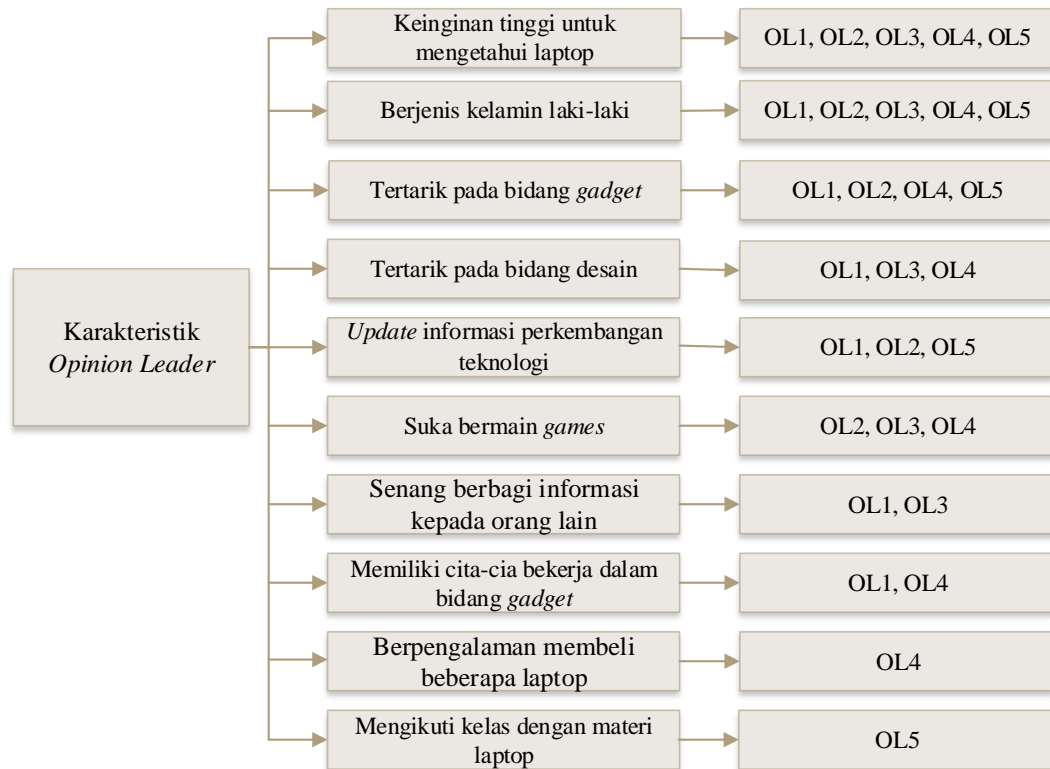 Karakteristik
Opinion Leader
Keinginan tinggi untuk
mengetahui laptop
OL1, OL2, OL3, OL4, OL5
Berjenis kelamin laki-laki
OL1, OL2, OL3, OL4, OL5
Tertarik pada bidang gadget
OL1, OL2, OL4, OL5
Tertarik pada bidang desain
OL1, OL3, OL4
Update informasi perkembangan
teknologi
OL1, OL2, OL5
Suka bermain games
OL2, OL3, OL4
Senang berbagi informasi
kepada orang lain
OL1, OL3
Memiliki cita-cia bekerja dalam
bidang gadget
OL1, OL4
Berpengalaman membeli
beberapa laptop
OL4
Mengikuti kelas dengan materi
laptop
OL5